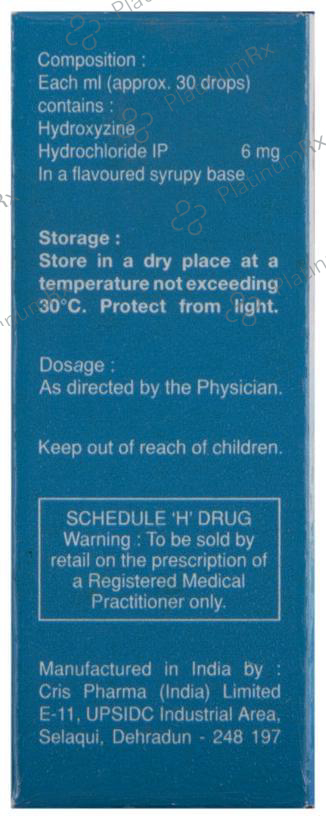 Composition :
Each ml (approx. 30 drops)
contains :
Hydroxyzine
Hydrochloride IP 6 mg
In a flavoured syrupy base
Storage :
Store in a dry place at a
temperature not exceeding
30°C. Protect from light.
Dosage :
As directed by the Physician.
Keep out of reach of children.
SCHEDULE 'H' DRUG
Warning : To be sold by
retail on the prescription of
a Registered Medical
Practitioner only.
Manufactured in India by :
Cris Pharma (India) Limited
E-11, UPSIDC Industrial Area,
Selaqui, Dehradun - 248 197
PlatinumRx
PlatinumRx
PlatinumRx